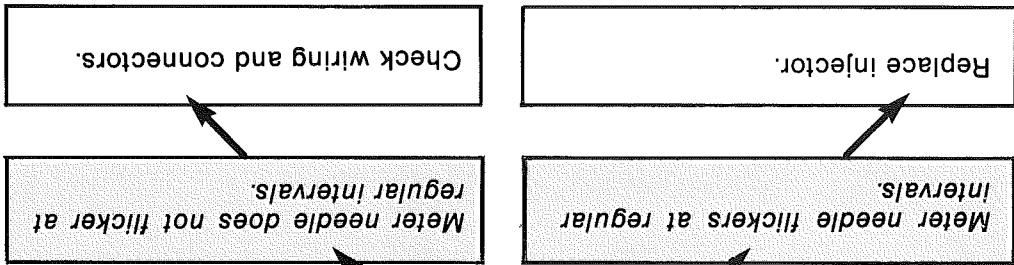 Meter needle flickers at regular
intervals.
Meter needle does not flicker at
regular intervals.
Replace injector.
Check wiring and connectors.